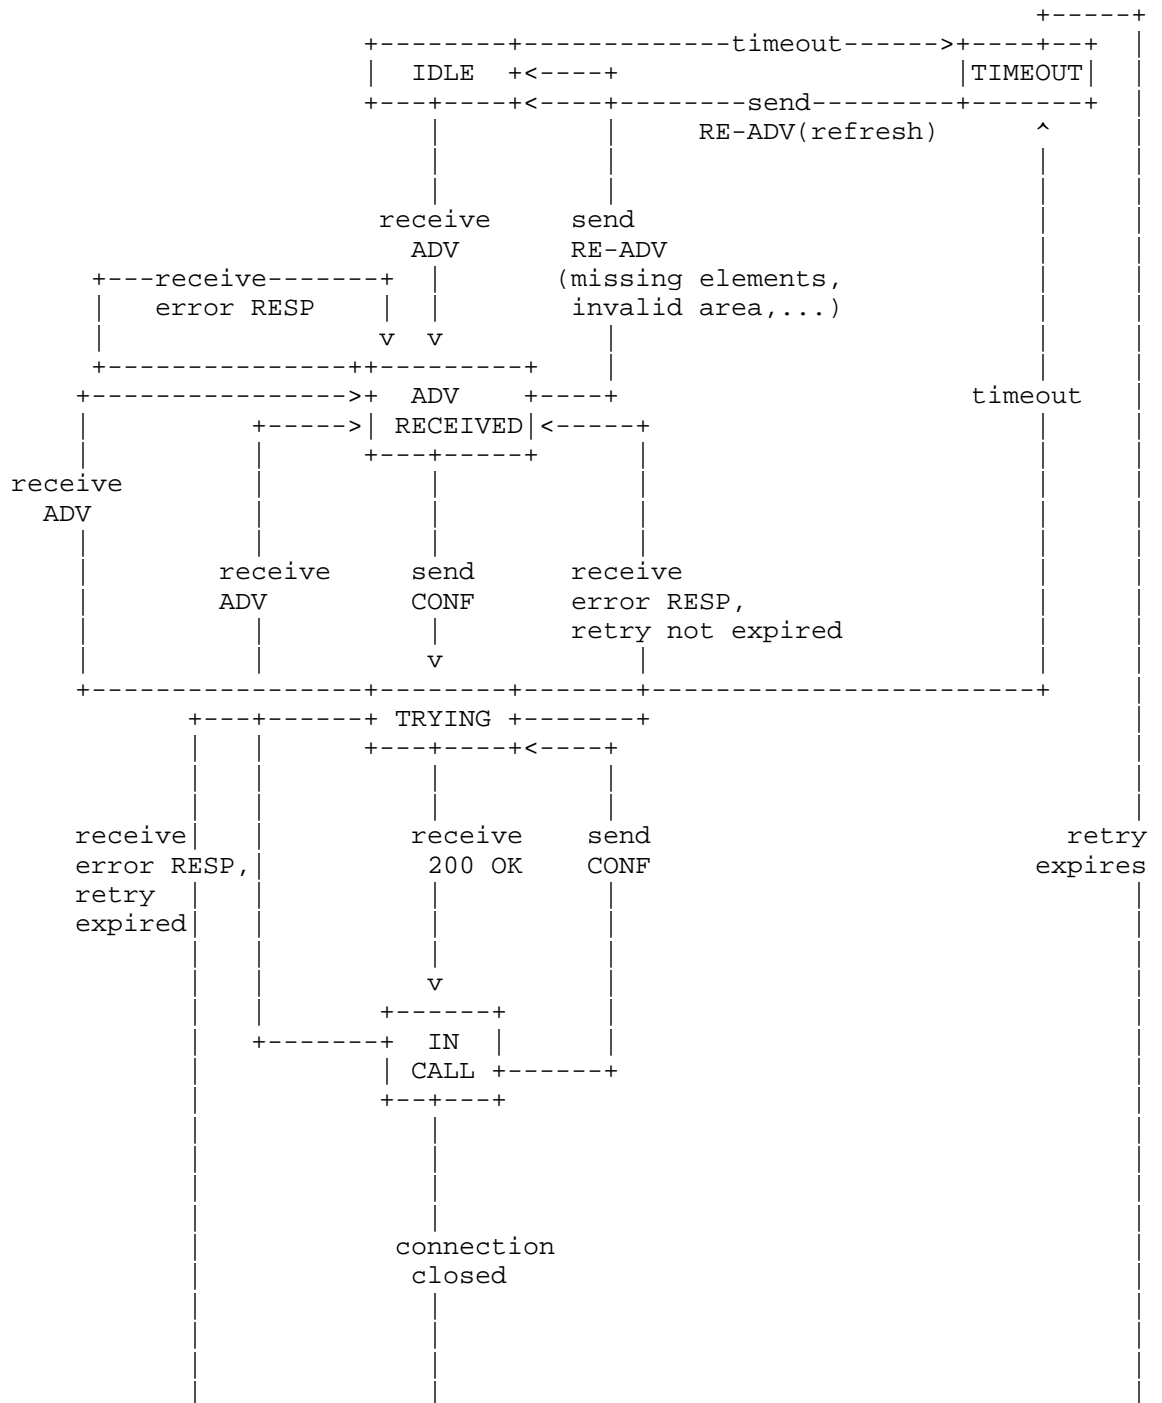 timeout
IDLE TIMEOUT
send
RE-ADV(refresh)
receive send
ADV RE-ADV
receive (missing elements,
error RESP invalid area,...)
ADV timeout
RECEIVED
receive
ADV
receive send receive
ADV CONF error RESP,
retry not expired
TRYING
receive receive send retry
error RESP, 200 OK CONF expires
retry
expired
IN
CALL
connection
closed